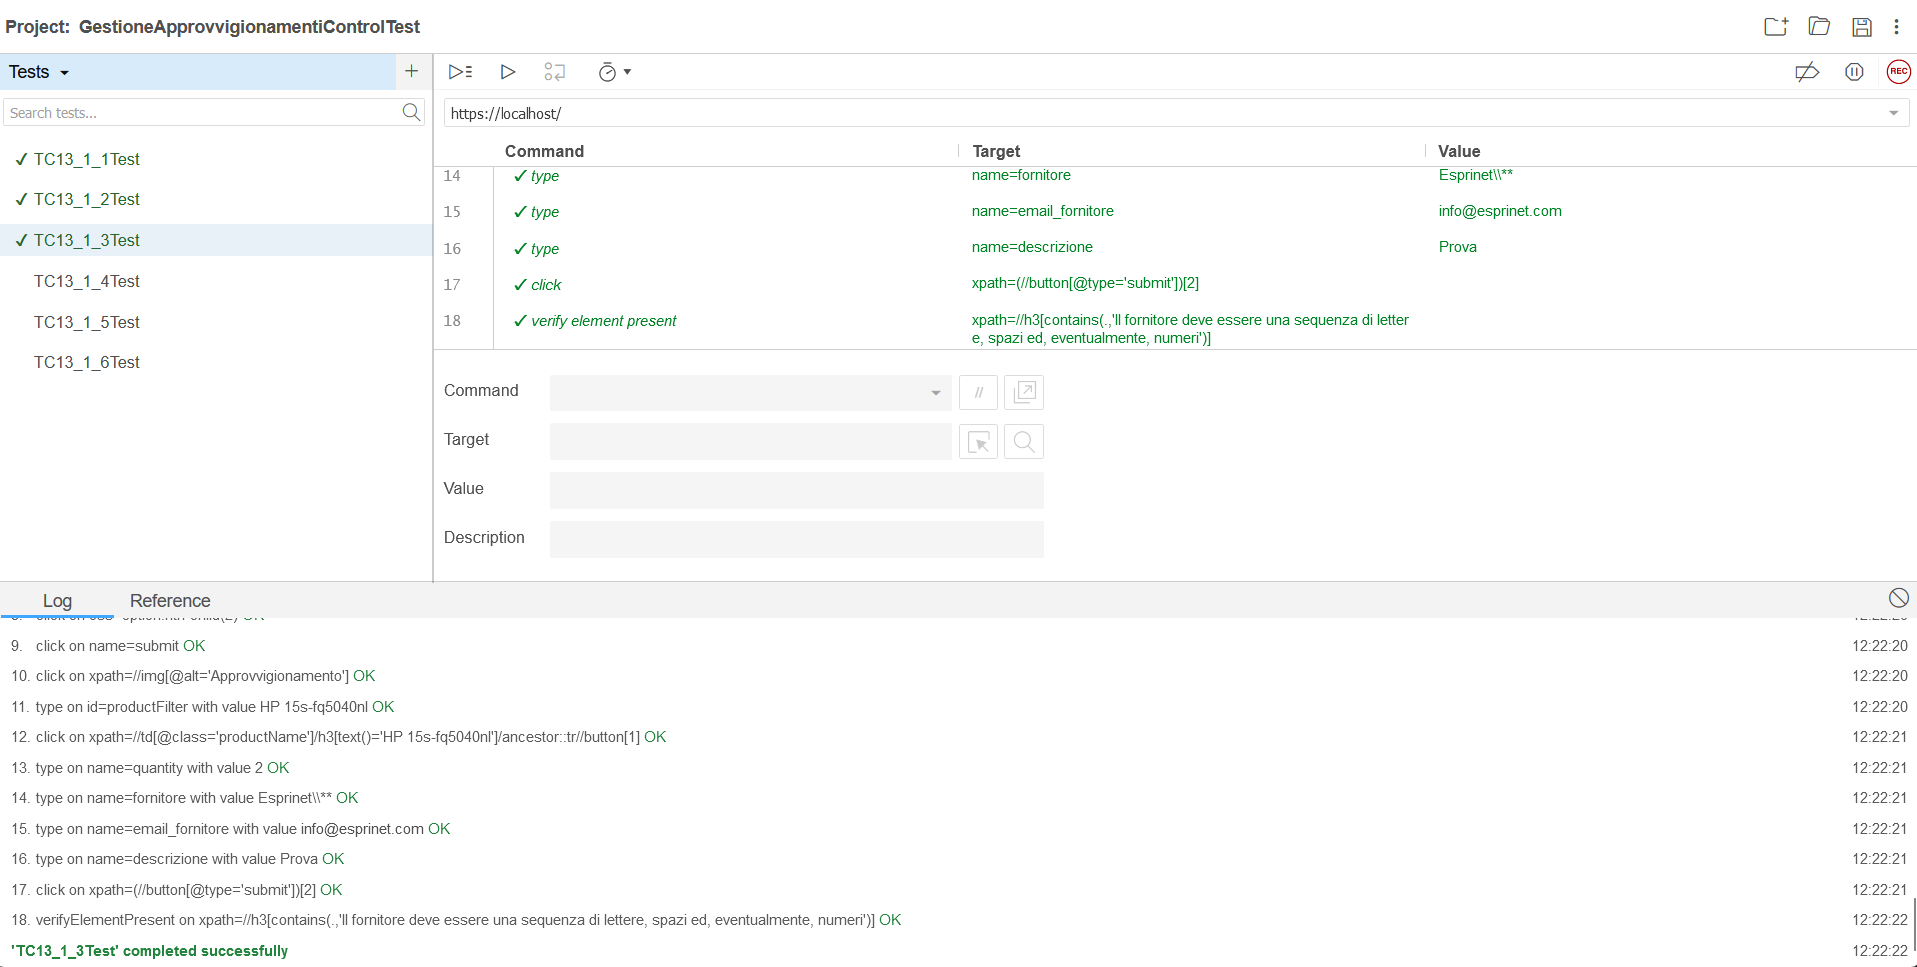 Project: GestioneApprovvigionamentiControlTest
Tests
Search tests...
TC13_1_1Test
TC13_1_2Test
TC13_1_3Test
TC13_1_4Test
TC13_1_5Test
TC13_1_6Test
REC
https://localhost/
Command Target Value
14 type name=fornitore Esprinet\\**
15 type name=email_fornitore info@esprinet.com
16 type name=descrizione Prova
17 click xpath=(//button[@type='submit'])[2]
18 verify element present xpath=//h3[contains(.,'Il fornitore deve essere una sequenza di letter
e, spazi ed, eventualmente, numeri')]
Command
//
Target
Value
Description
Log Reference
9. click on name=submit OK 12:22:20
10. click on xpath=//img[@alt='Approvvigionamento'] OK 12:22:20
11. type on id=productFilter with value HP 15s-fq5040nl OK 12:22:20
12. click on xpath=//td[@class='productName']/h3[text()='HP 15s-fq5040nl']/ancestor::tr//button[1] OK 12:22:21
13. type on name=quantity with value 2 OK 12:22:21
14. type on name=fornitore with value Esprinet\\** OK 12:22:21
15. type on name=email_fornitore with value info@esprinet.com OK 12:22:21
16. type on name=descrizione with value Prova OK 12:22:21
17. click on xpath=(//button[@type='submit'])[2] OK 12:22:21
18. verifyElementPresent on xpath=//h3[contains(.,'Il fornitore deve essere una sequenza di lettere, spazi ed, eventualmente, numeri')] OK 12:22:22
'TC13_1_3Test' completed successfully 12:22:22